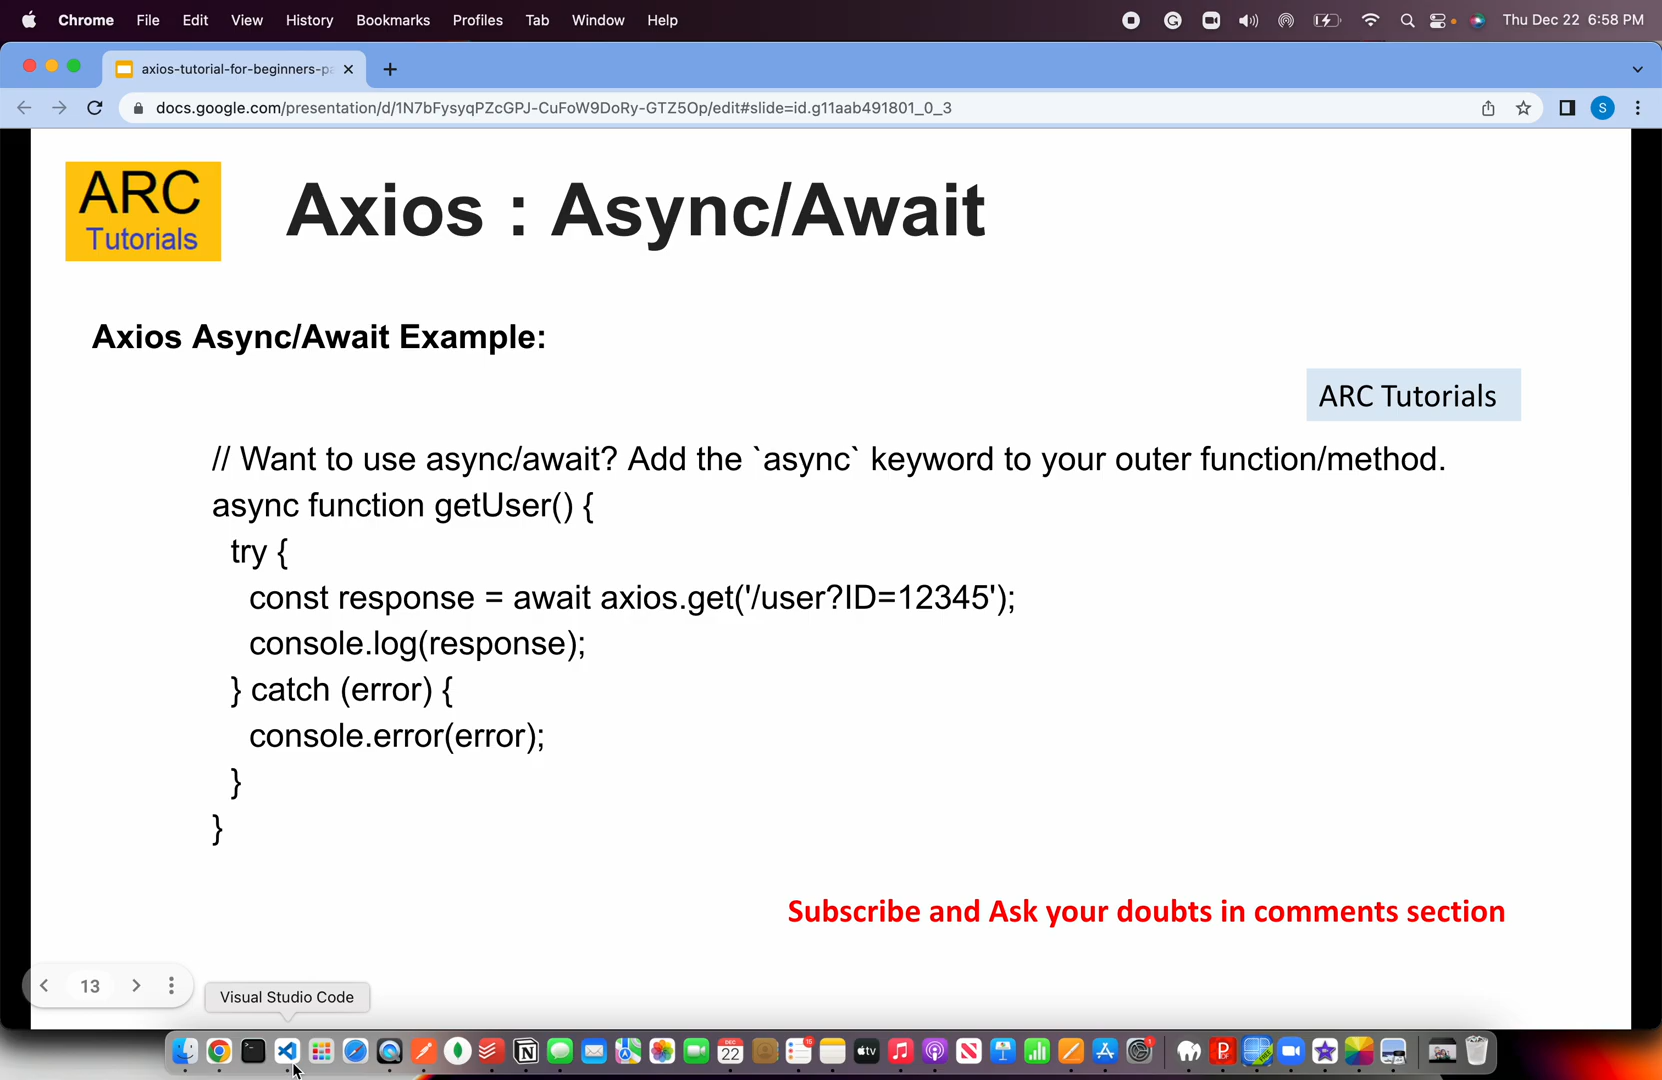 Chrome File Edit View History Bookmarks Profiles Tab Window Help
Thu Dec 22 6:58 PM
axios-tutorial-for-beginners-pa
docs.google.com/presentation/d/1N7bFysyqPZcGPJ-CuFoW9DoRy-GTZ5Op/edit#slide=id.g11aab491801_0_3
S
ARC
Tutorials
Axios : Async/Await
Axios Async/Await Example:
ARC Tutorials
// Want to use async/await? Add the `async` keyword to your outer function/method.
async function getUser() {
try {
const response = await axios.get('/user?ID=12345');
console.log(response);
} catch (error) {
console.error(error);
}
}
Subscribe and Ask your doubts in comments section
13
Visual Studio Code
DEC
22
tv